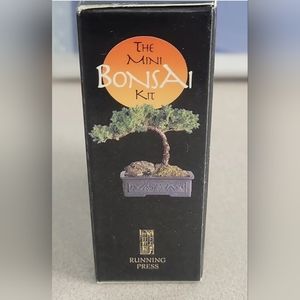 THE
MINI
BONSAI
KIT
RUNNING
PRESS